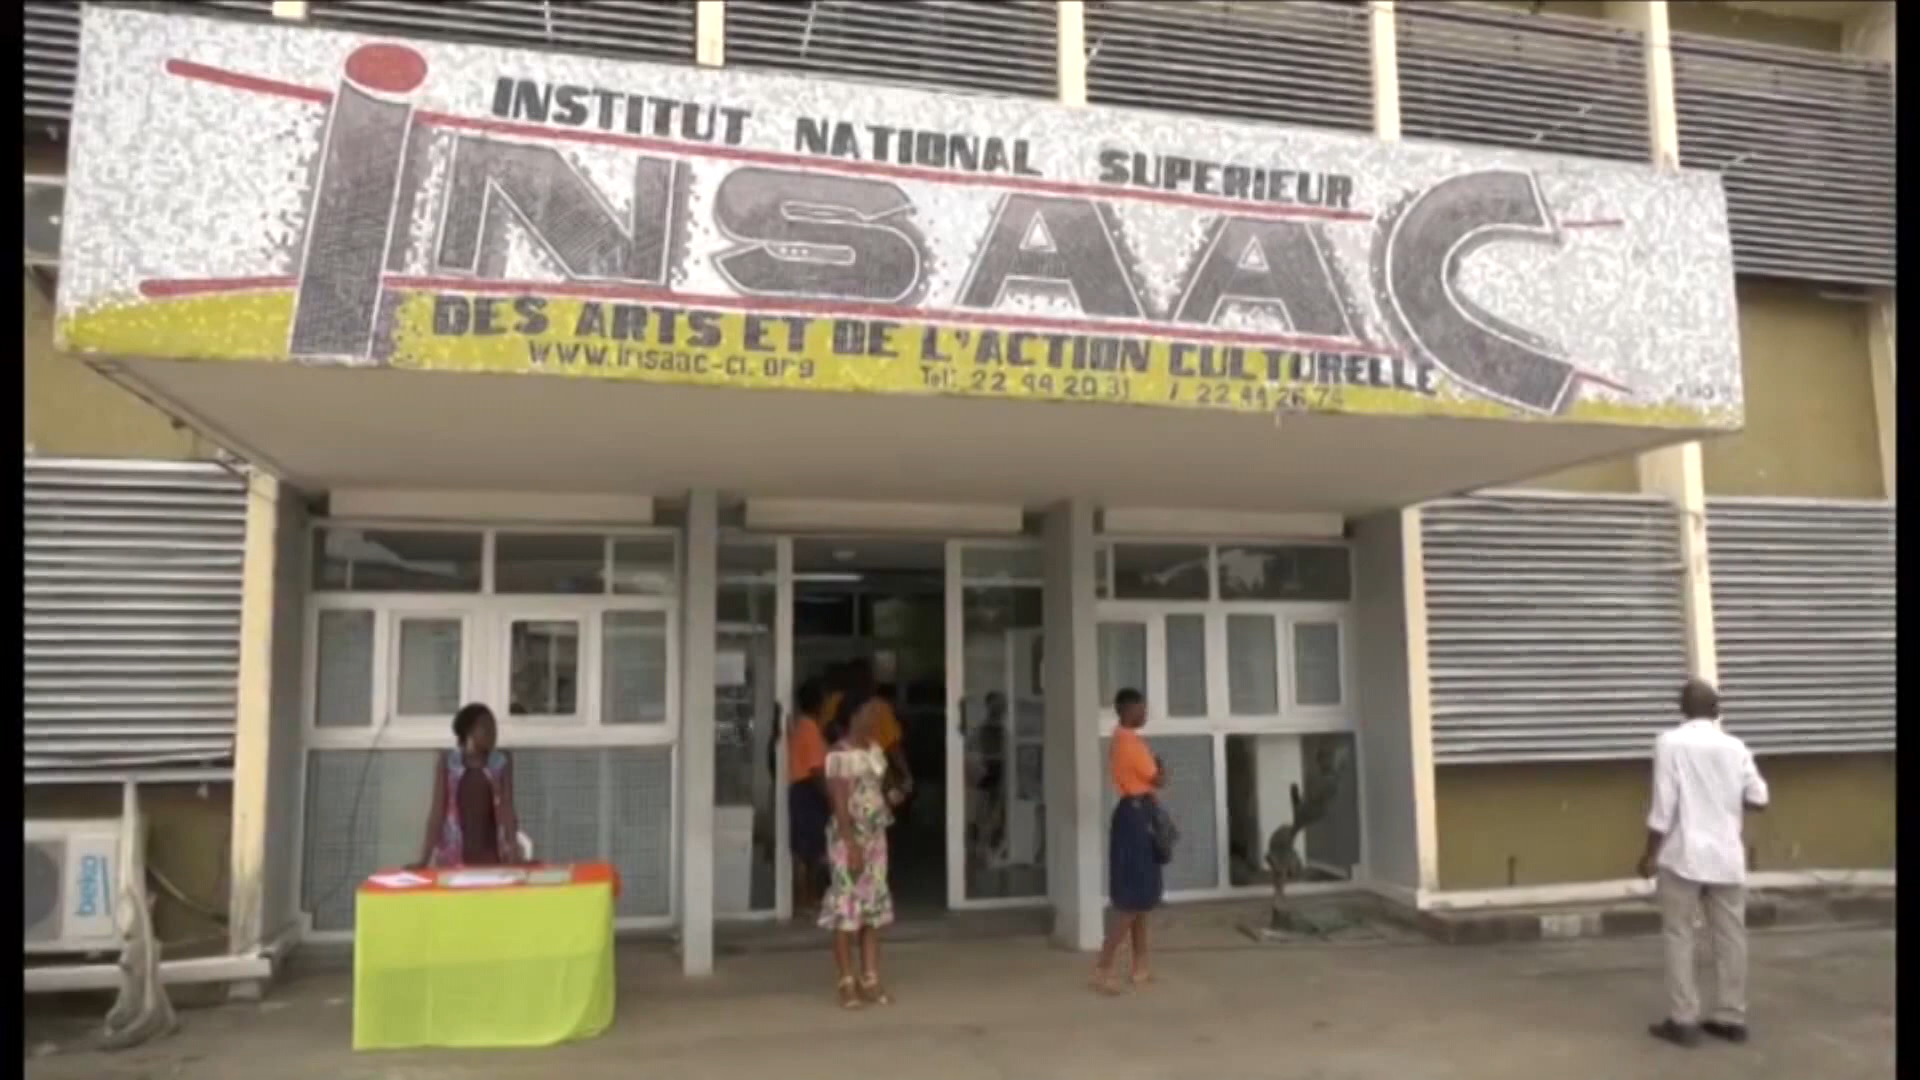 INSTITUT NATIONAL SUPERIEUR
iNSAAC
DES ARTS ET DE L'ACTION CULTURELLE
www.insaac-ci.org
Tel: 22 44 20 31 / 22 44 26 74
beko